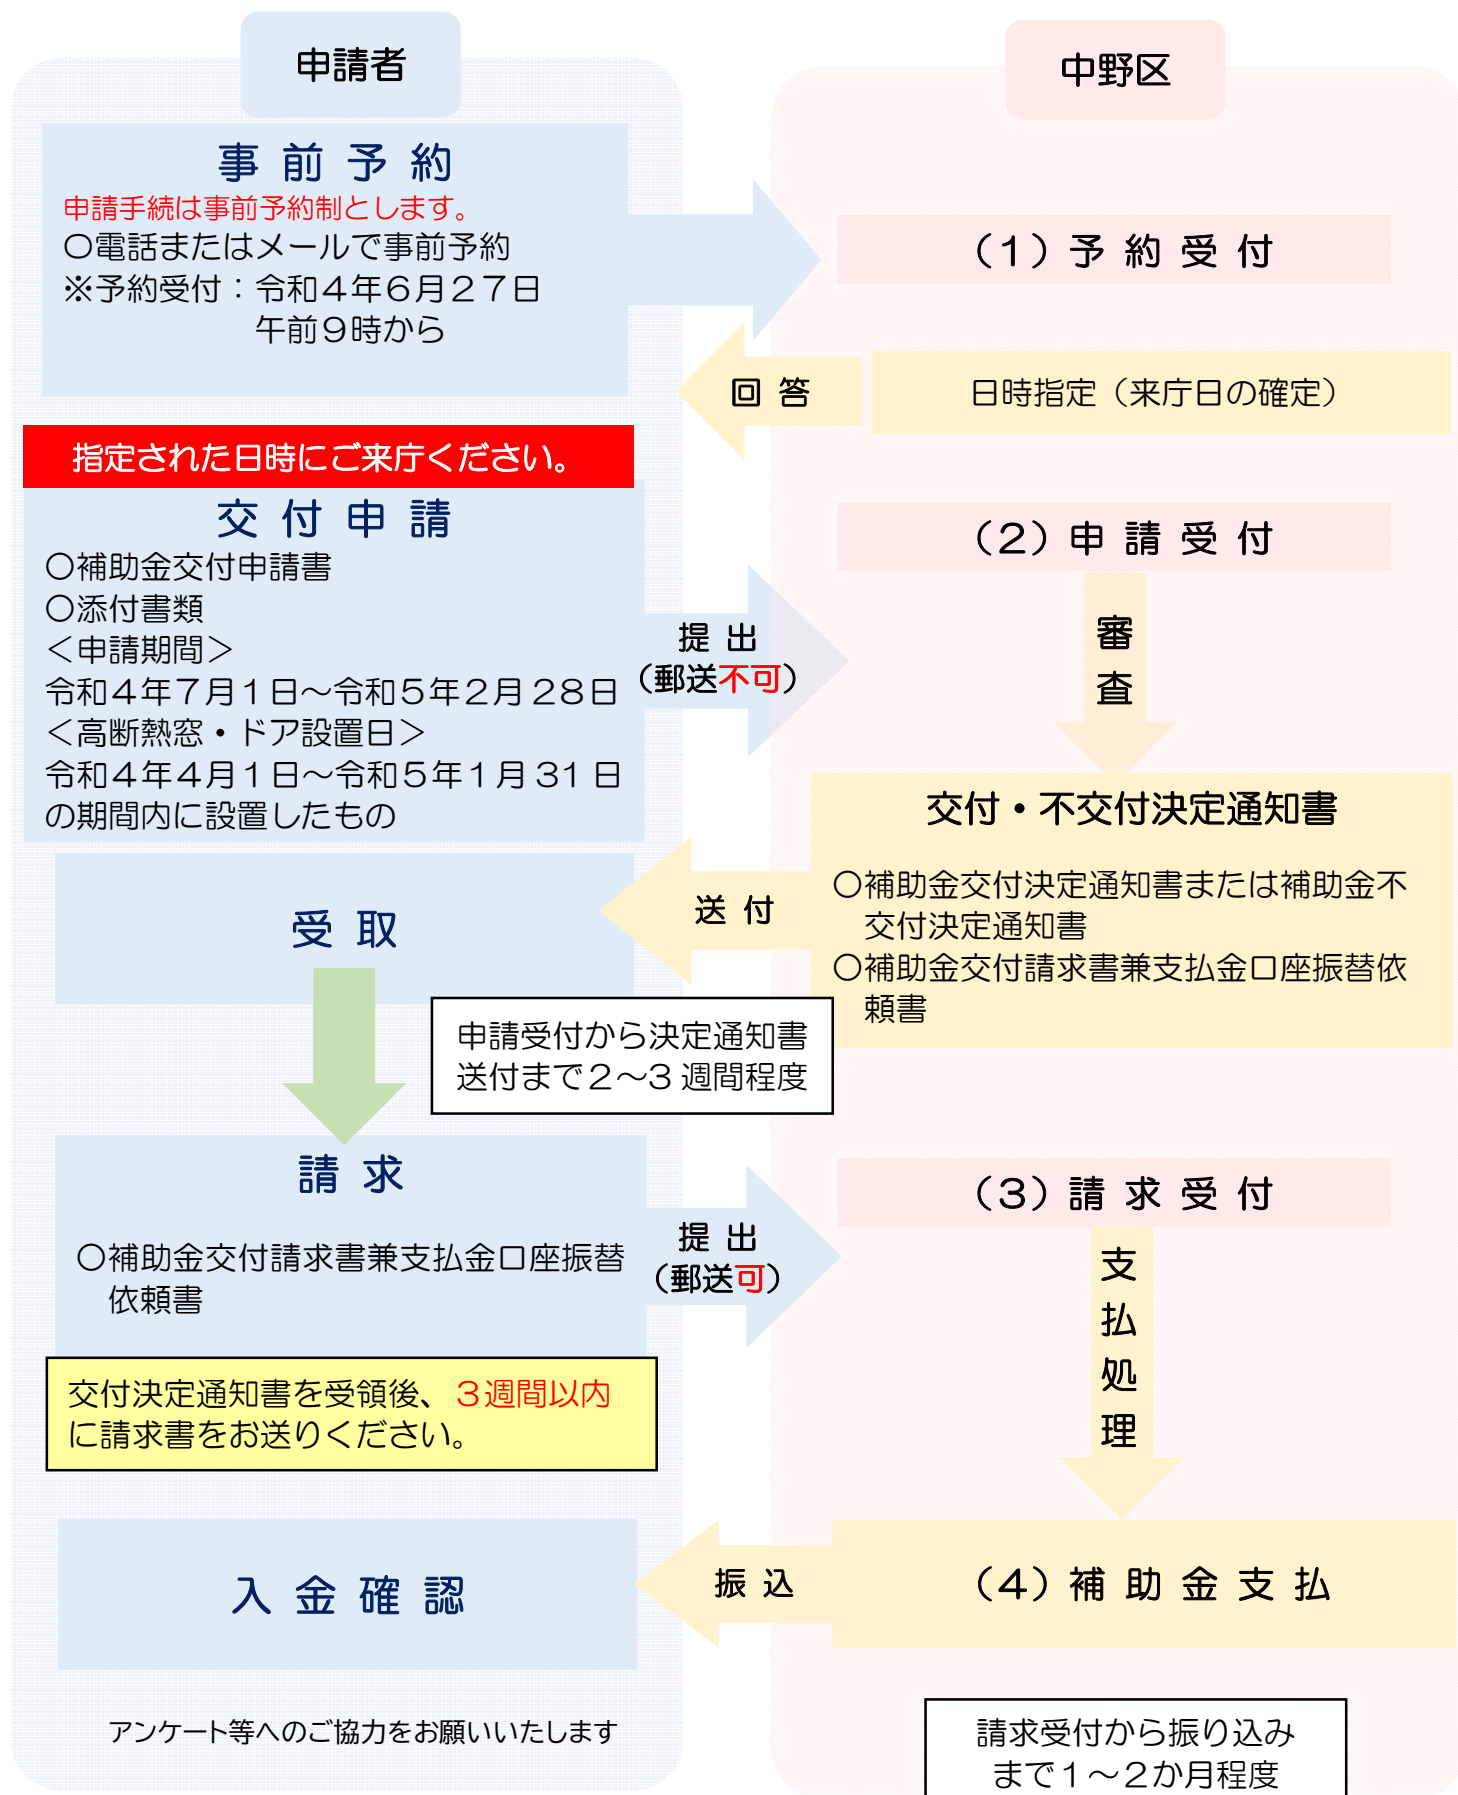 申請者
中野区
事 前 予 約
申請手続は事前予約制とします。
〇電話またはメールで事前予約
※予約受付：令和４年６月２７日
午前９時から
（１）予 約 受 付
回 答
日時指定（来庁日の確定）
指定された日時にご来庁ください。
交 付 申 請
〇補助金交付申請書
〇添付書類
＜申請期間＞
令和４年７月１日～令和５年２月28日
＜高断熱窓・ドア設置日＞
令和４年４月１日～令和５年１月31日
の期間内に設置したもの
提 出
（郵送不可）
（２）申 請 受 付
審
査
交付・不交付決定通知書
〇補助金交付決定通知書または補助金不
交付決定通知書
〇補助金交付請求書兼支払金口座振替依
頼書
送 付
受 取
申請受付から決定通知書
送付まで２～３週間程度
請 求
〇補助金交付請求書兼支払金口座振替
依頼書
提 出
（郵送可）
（３）請 求 受 付
支
払
処
理
交付決定通知書を受領後、３週間以内
に請求書をお送りください。
入 金 確 認
振 込
（４）補 助 金 支 払
アンケート等へのご協力をお願いいたします
請求受付から振り込み
まで１～２か月程度